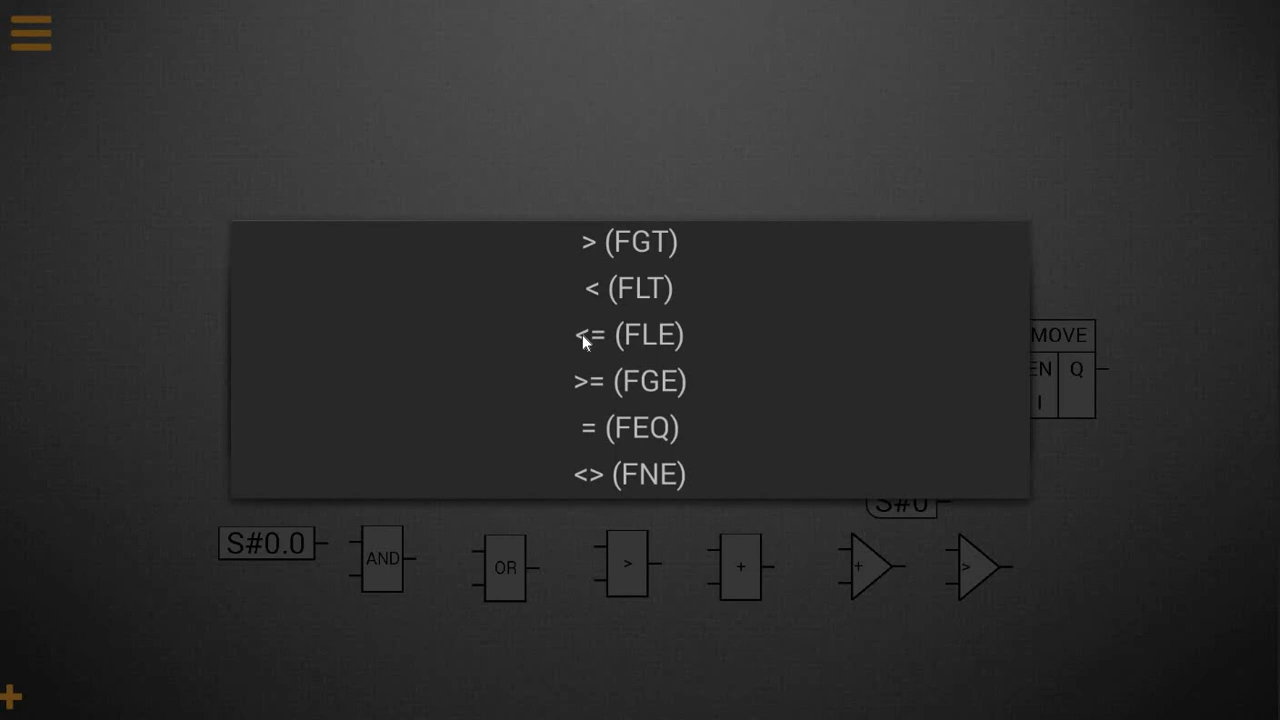 > (FGT)
< (FLT)
<= (FLE)
>= (FGE)
= (FEQ)
<> (FNE)
MOVE
EN Q
I
S#0
S#0.0
AND
OR
>
+
+
>